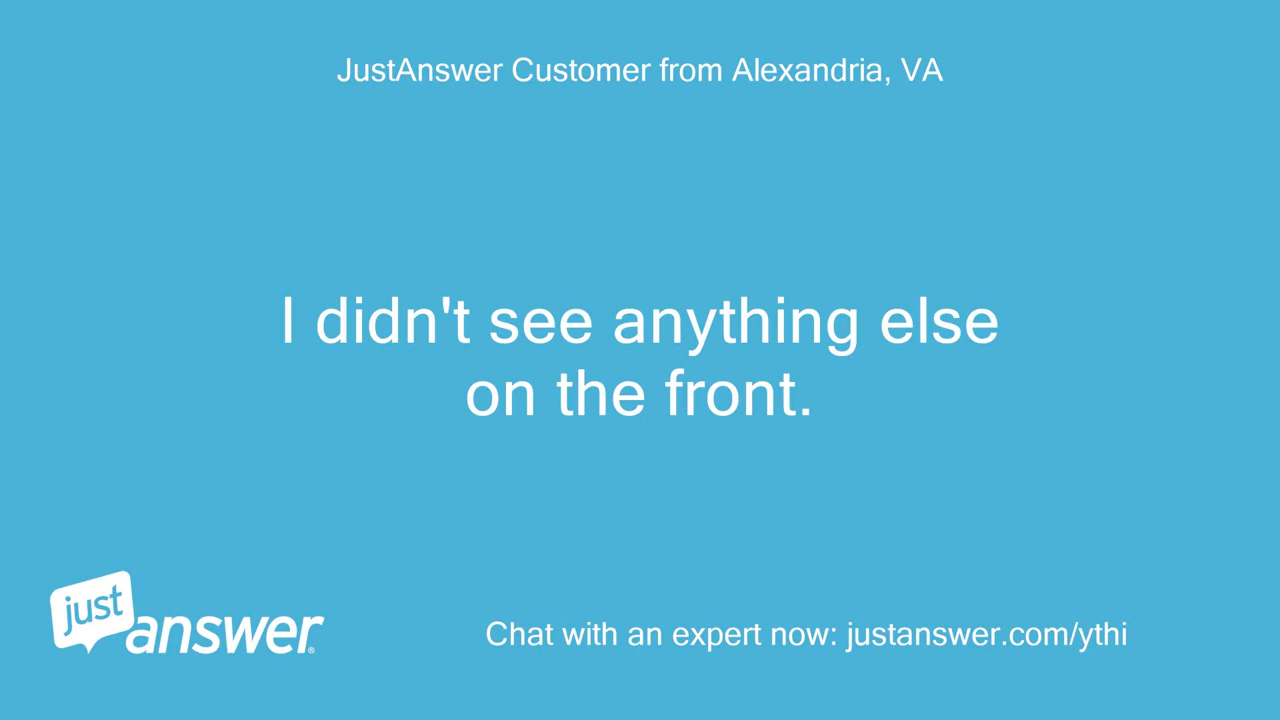 JustAnswer Customer from Alexandria, VA
I didn't see anything else
on the front.
just
answer®
Chat with an expert now: justanswer.com/ythi